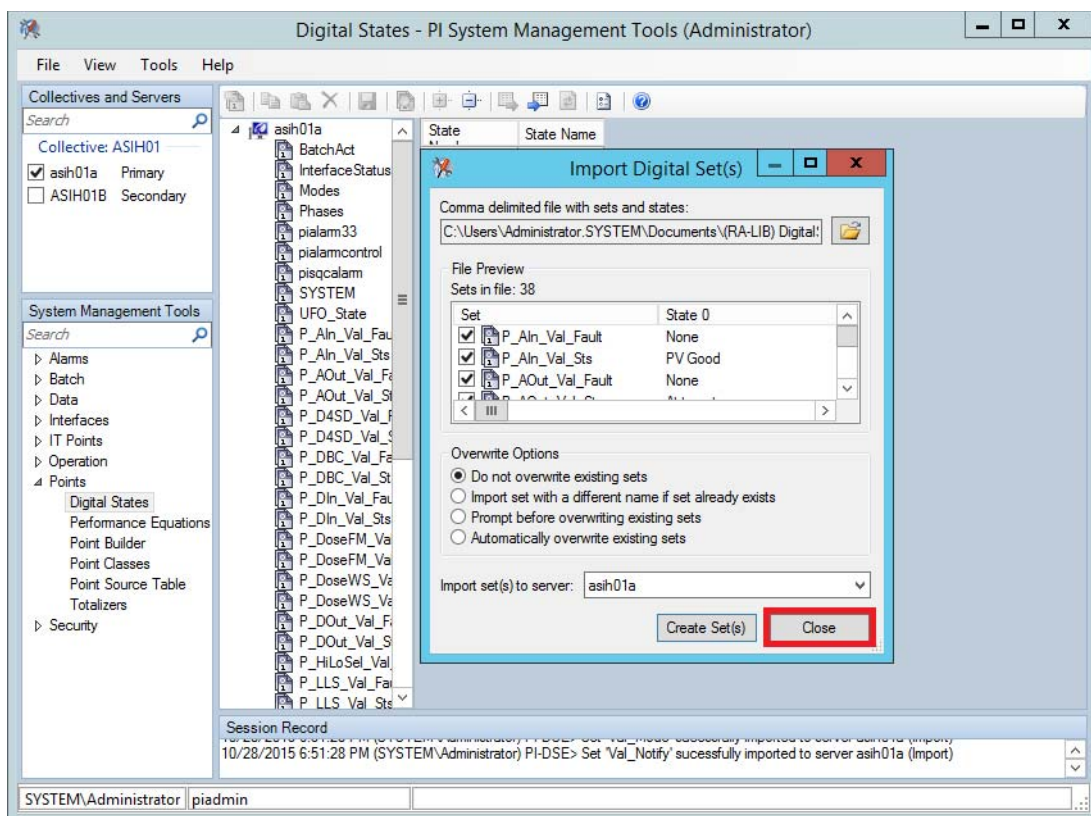 Digital States - PI System Management Tools (Administrator)
File View Tools Help
Collectives and Servers
Search
Collective: ASIH01
asih01a Primary
ASIH01B Secondary
System Management Tools
Search
Alarms
Batch
Data
Interfaces
IT Points
Operation
Points
Digital States
Performance Equations
Point Builder
Point Classes
Point Source Table
Totalizers
Security
asih01a
BatchAct
InterfaceStatus
Modes
Phases
pialarm33
pialarmcontrol
pisqcalarm
SYSTEM
UFO_State
P_AIn_Val_Fau
P_AIn_Val_Sts
P_AOut_Val_Fa
P_AOut_Val_St
P_D4SD_Val_F
P_D4SD_Val_S
P_DBC_Val_Fa
P_DBC_Val_St
P_DIn_Val_Fau
P_DIn_Val_Sts
P_DoseFM_Va
P_DoseFM_Va
P_DoseWS_Va
P_DoseWS_Va
P_DOut_Val_Fa
P_DOut_Val_S
P_HiLoSel_Val_
P_LLS_Val_Fau
P_LLS_Val_Sts
State
State Name
Import Digital Set(s)
Comma delimited file with sets and states:
C:\Users\Administrator.SYSTEM\Documents\(RA-LIB) Digital
File Preview
Sets in file: 38
Set State 0
P_AIn_Val_Fault None
P_AIn_Val_Sts PV Good
P_AOut_Val_Fault None
Overwrite Options
Do not overwrite existing sets
Import set with a different name if set already exists
Prompt before overwriting existing sets
Automatically overwrite existing sets
Import set(s) to server: asih01a
Create Set(s) Close
Session Record
10/28/2015 6:51:28 PM (SYSTEM\Administrator) PI-DSE> Set 'Val_Notify' sucessfully imported to server asih01a (Import)
SYSTEM\Administrator piadmin